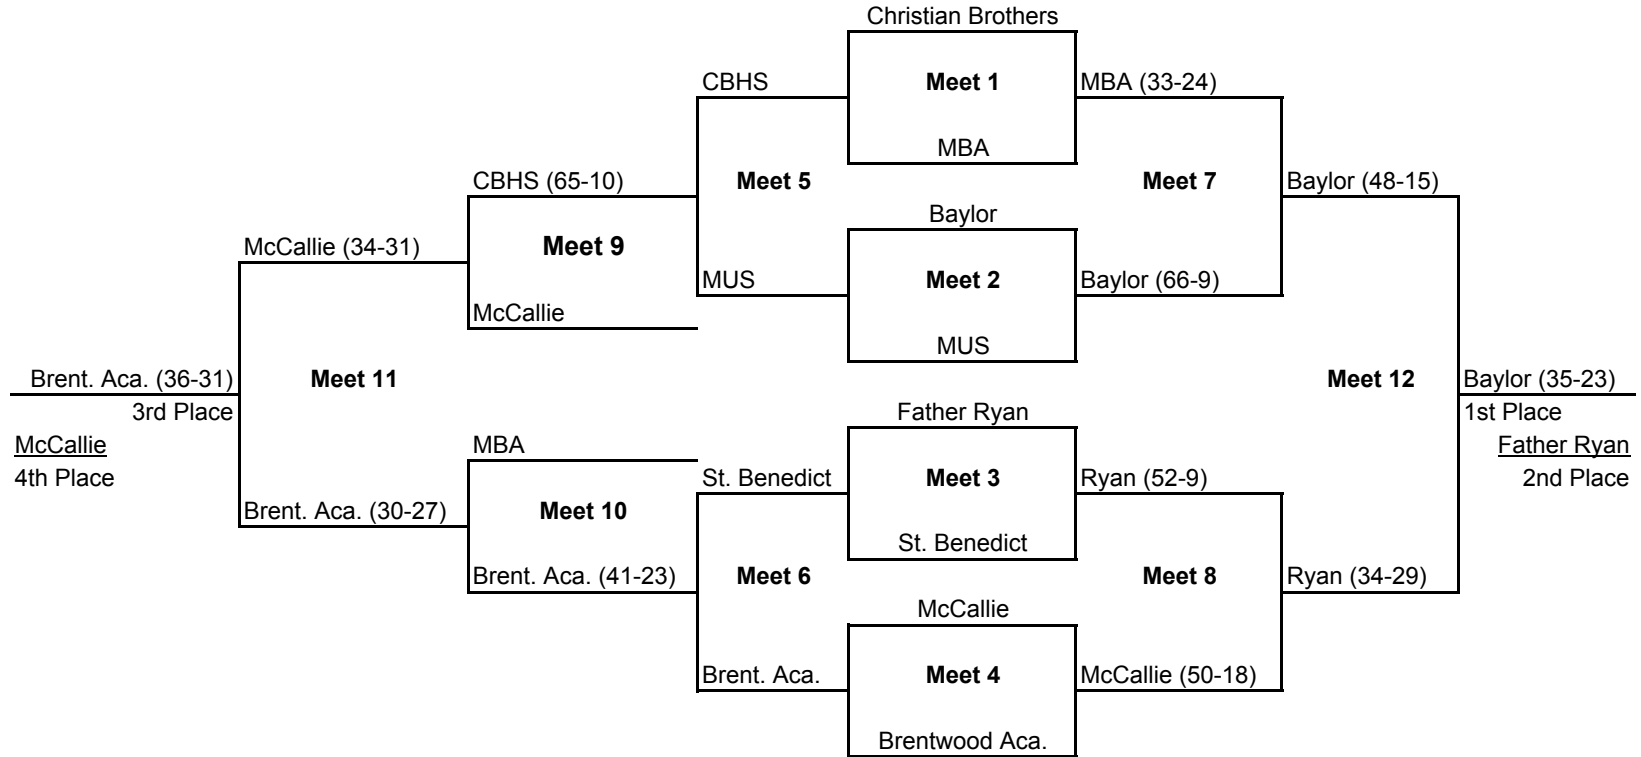 Christian Brothers
CBHS
Meet 1
MBA (33-24)
MBA
CBHS (65-10)
Meet 5
Meet 7
Baylor (48-15)
Baylor
McCallie (34-31)
Meet 9
MUS
Meet 2
Baylor (66-9)
McCallie
MUS
Brent. Aca. (36-31)
Meet 11
Meet 12
Baylor (35-23)
3rd Place
Father Ryan
1st Place
McCallie
MBA
Father Ryan
4th Place
St. Benedict
Meet 3
Ryan (52-9)
2nd Place
Brent. Aca. (30-27)
Meet 10
St. Benedict
Brent. Aca. (41-23)
Meet 6
Meet 8
Ryan (34-29)
McCallie
Brent. Aca.
Meet 4
McCallie (50-18)
Brentwood Aca.